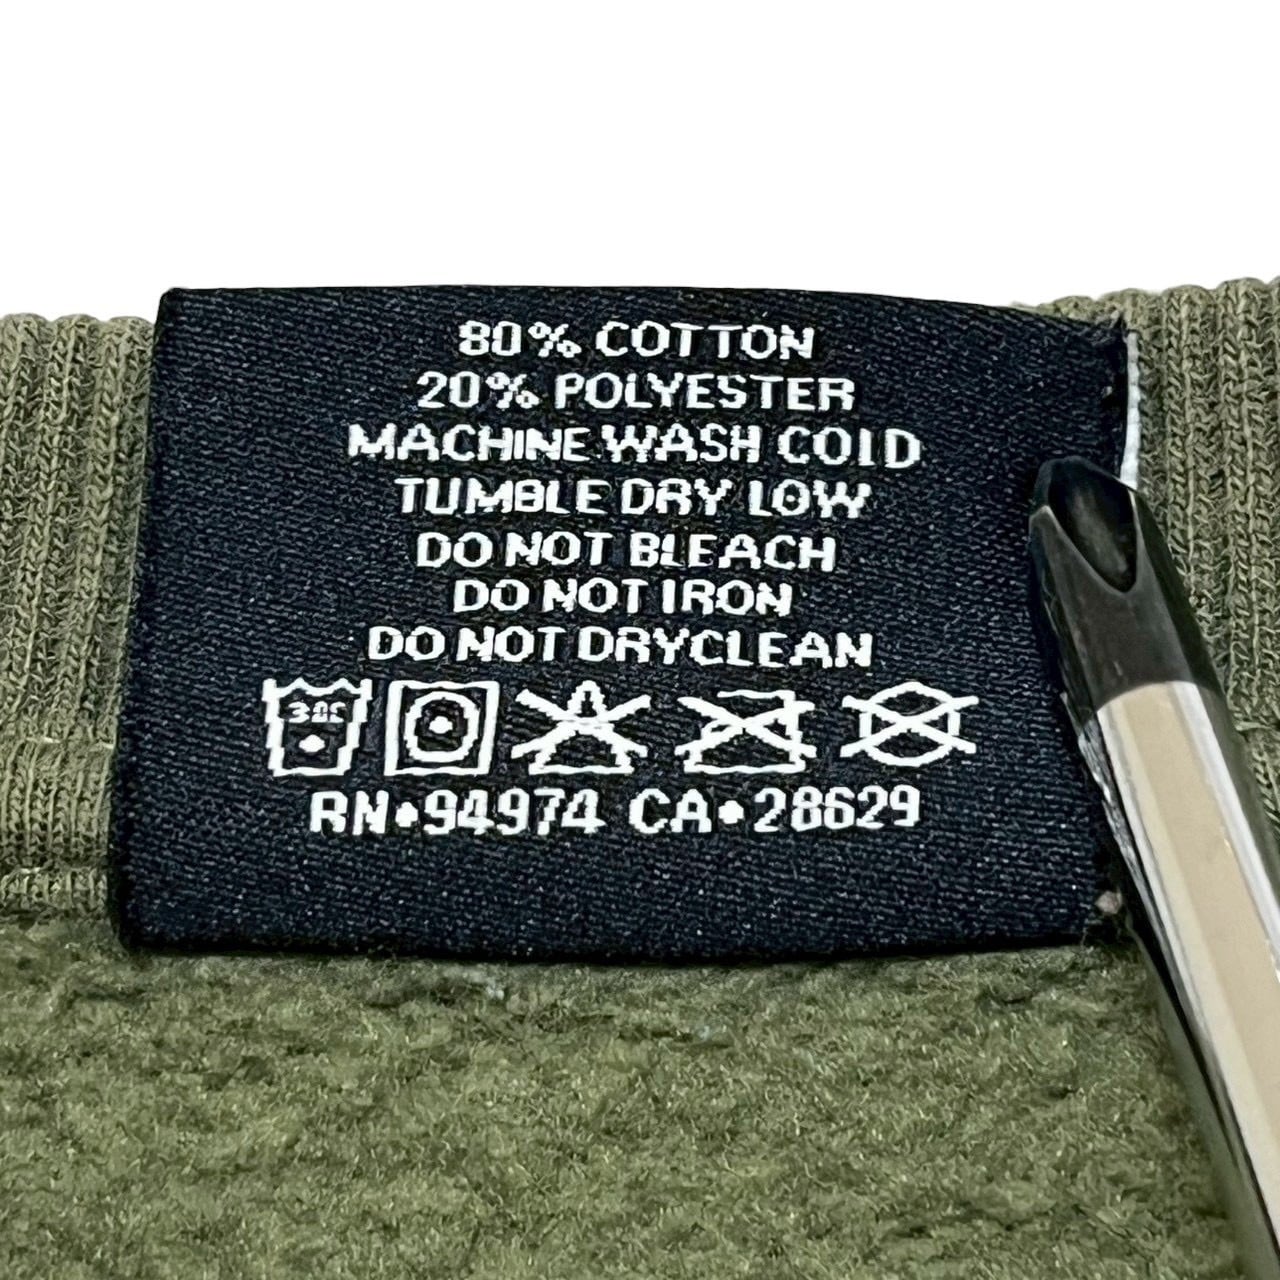 80% COTTON
20% POLYESTER
MACHINE WASH COLD
TUMBLE DRY LOW
DO NOT BLEACH
DO NOT IRON
DO NOT DRYCLEAN
30C
RN•94974 CA•28629